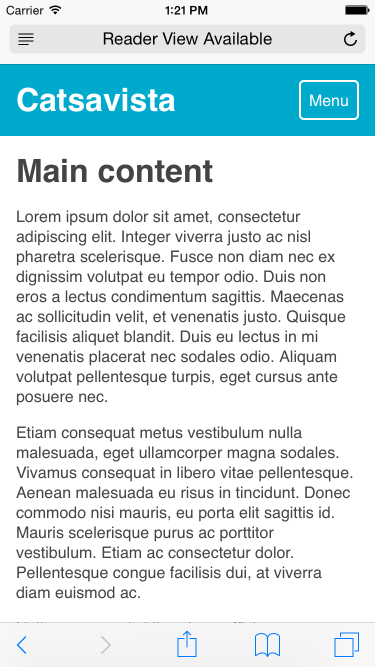 Carrier 1:21 PM
Reader View Available
Catsavista Menu
Main content
Lorem ipsum dolor sit amet, consectetur
adipiscing elit. Integer viverra justo ac nisl
pharetra scelerisque. Fusce non diam nec ex
dignissim volutpat eu tempor odio. Duis non
eros a lectus condimentum sagittis. Maecenas
ac sollicitudin velit, et venenatis justo. Quisque
facilisis aliquet blandit. Duis eu lectus in mi
venenatis placerat nec sodales odio. Aliquam
volutpat pellentesque turpis, eget cursus ante
posuere nec.
Etiam consequat metus vestibulum nulla
malesuada, eget ullamcorper magna sodales.
Vivamus consequat in libero vitae pellentesque.
Aenean malesuada eu risus in tincidunt. Donec
commodo nisi mauris, eu porta elit sagittis id.
Mauris scelerisque purus ac porttitor
vestibulum. Etiam ac consectetur dolor.
Pellentesque congue facilisis dui, at viverra
diam euismod ac.